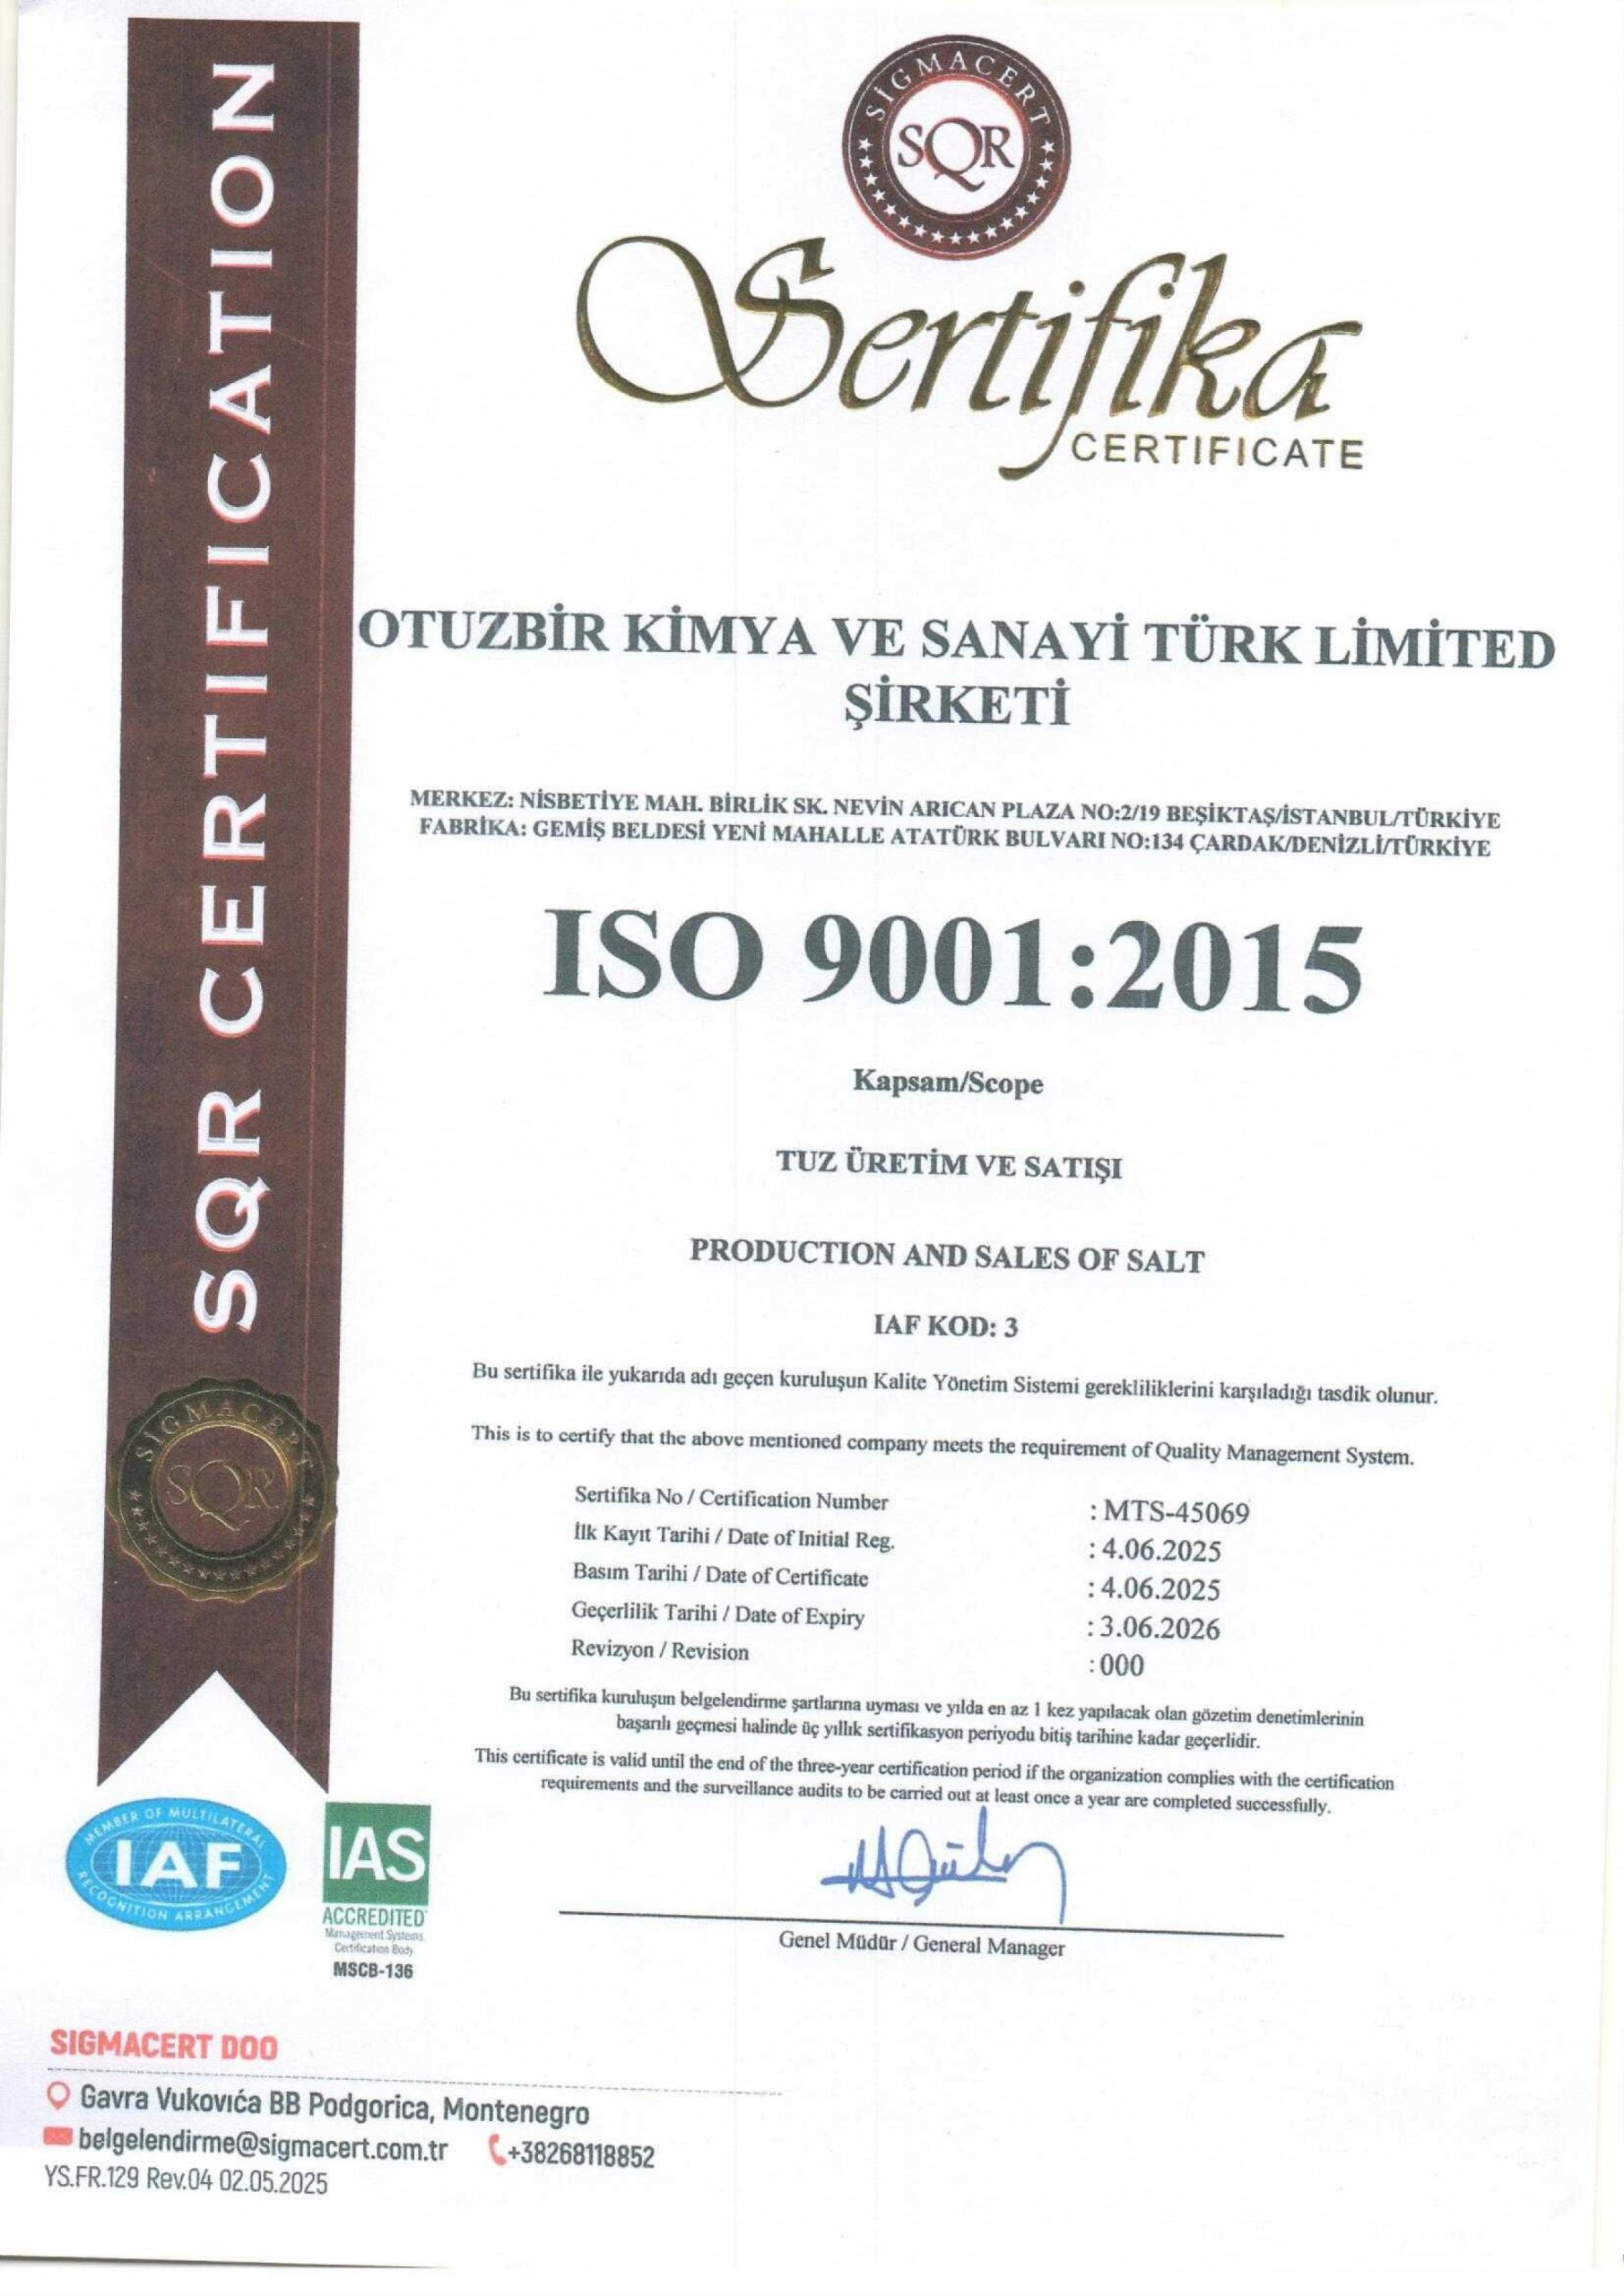 SQR CERTIFICATION
SİGMACERT
SQR
Sertifika
CERTIFICATE
OTUZBİR KİMYA VE SANAYİ TÜRK LİMİTED
ŞİRKETİ
MERKEZ: NİSBETİYE MAH. BİRLİK SK. NEVİN ARICAN PLAZA NO:2/19 BEŞİKTAŞ/İSTANBUL/TÜRKİYE
FABRİKA: GEMİŞ BELDESİ YENİ MAHALLE ATATÜRK BULVARI NO:134 ÇARDAK/DENİZLİ/TÜRKİYE
ISO 9001:2015
Kapsam/Scope
TUZ ÜRETİM VE SATIŞI
PRODUCTION AND SALES OF SALT
IAF KOD: 3
Bu sertifika ile yukarıda adı geçen kuruluşun Kalite Yönetim Sistemi gerekliliklerini karşıladığı tasdik olunur.
This is to certify that the above mentioned company meets the requirement of Quality Management System.
Sertifika No / Certification Number : MTS-45069
İlk Kayıt Tarihi / Date of Initial Reg. : 4.06.2025
Basım Tarihi / Date of Certificate : 4.06.2025
Geçerlilik Tarihi / Date of Expiry : 3.06.2026
Revizyon / Revision : 000
Bu sertifika kuruluşun belgelendirme şartlarına uyması ve yılda en az 1 kez yapılacak olan gözetim denetimlerinin
başarılı geçmesi halinde üç yıllık sertifikasyon periyodu bitiş tarihine kadar geçerlidir.
This certificate is valid until the end of the three-year certification period if the organization complies with the certification
requirements and the surveillance audits to be carried out at least once a year are completed successfully.
Genel Müdür / General Manager
SİGMACERT
SQR
MEMBER OF MULTILATERAL
IAF
RECOGNITION ARRANGEMENT
IAS
ACCREDITED
Management Systems
Certification Body
MSCB-136
SIGMACERT DOO
Gavra Vukovića BB Podgorica, Montenegro
belgelendirme@sigmacert.com.tr +38268118852
YS.FR.129 Rev.04 02.05.2025